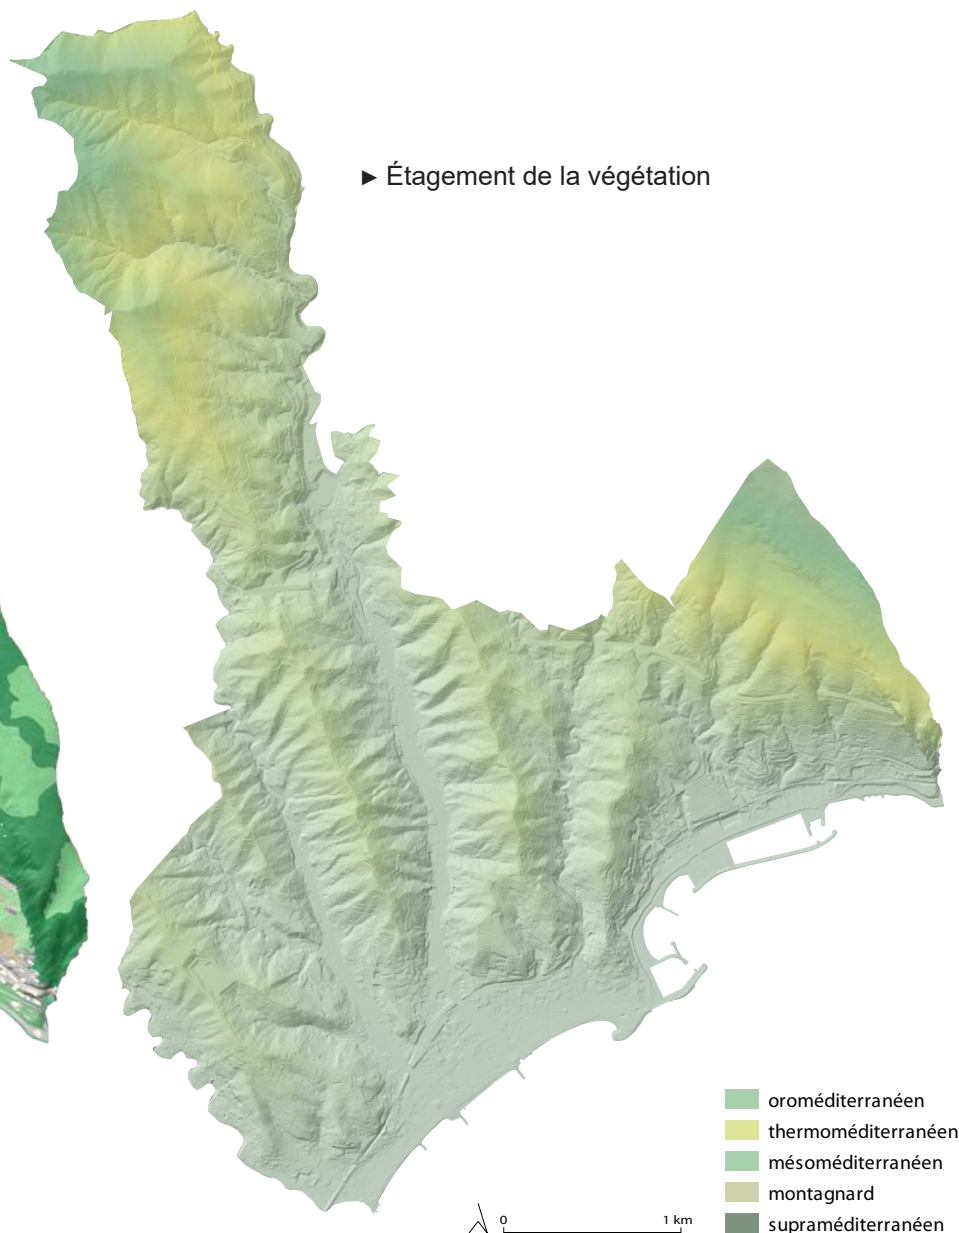 ► Étagement de la végétation
oroméditerranéen
thermoméditerranéen
mésoméditerranéen
montagnard
supraméditerranéen
0 1 km